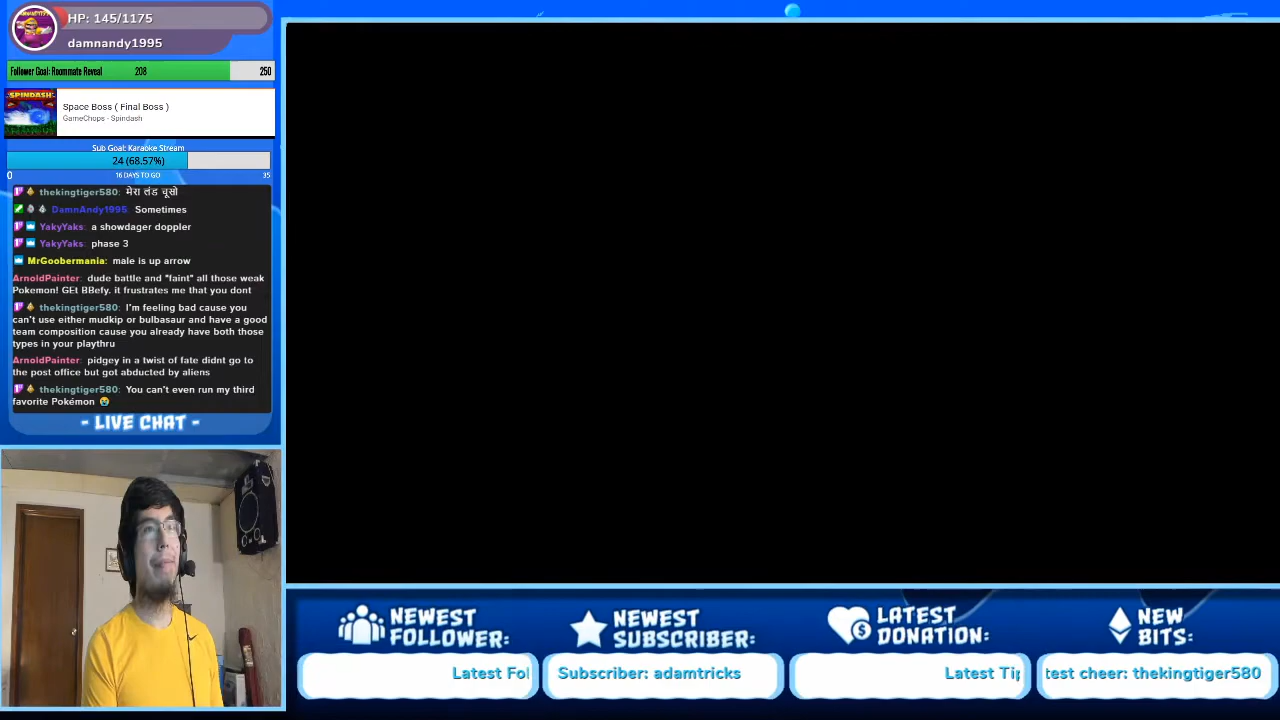 HP: 145/1175
damnandy1995
Follower Goal: Roommate Reveal 208 250
SPINDASH
Space Boss ( Final Boss )
GameChops - Spindash
Sub Goal: Karaoke Stream
24 (68.57%)
0 16 DAYS TO GO 35
thekingtiger580: मेरा लंड चूसो
DamnAndy1995: Sometimes
YakyYaks: a showdager doppler
YakyYaks: phase 3
MrGoobermania: male is up arrow
ArnoldPainter: dude battle and "faint" all those weak
Pokemon! GEt BBefy. it frustrates me that you dont
thekingtiger580: I'm feeling bad cause you
can't use either mudkip or bulbasaur and have a good
team composition cause you already have both those
types in your playthru
ArnoldPainter: pidgey in a twist of fate didnt go to
the post office but got abducted by aliens
thekingtiger580: You can't even run my third
favorite Pokémon 😭
- LIVE CHAT -
NEWEST
FOLLOWER:
Latest Fol
NEWEST
SUBSCRIBER:
Subscriber: adamtricks
LATEST
DONATION:
Latest Tip
NEW
BITS:
test cheer: thekingtiger580